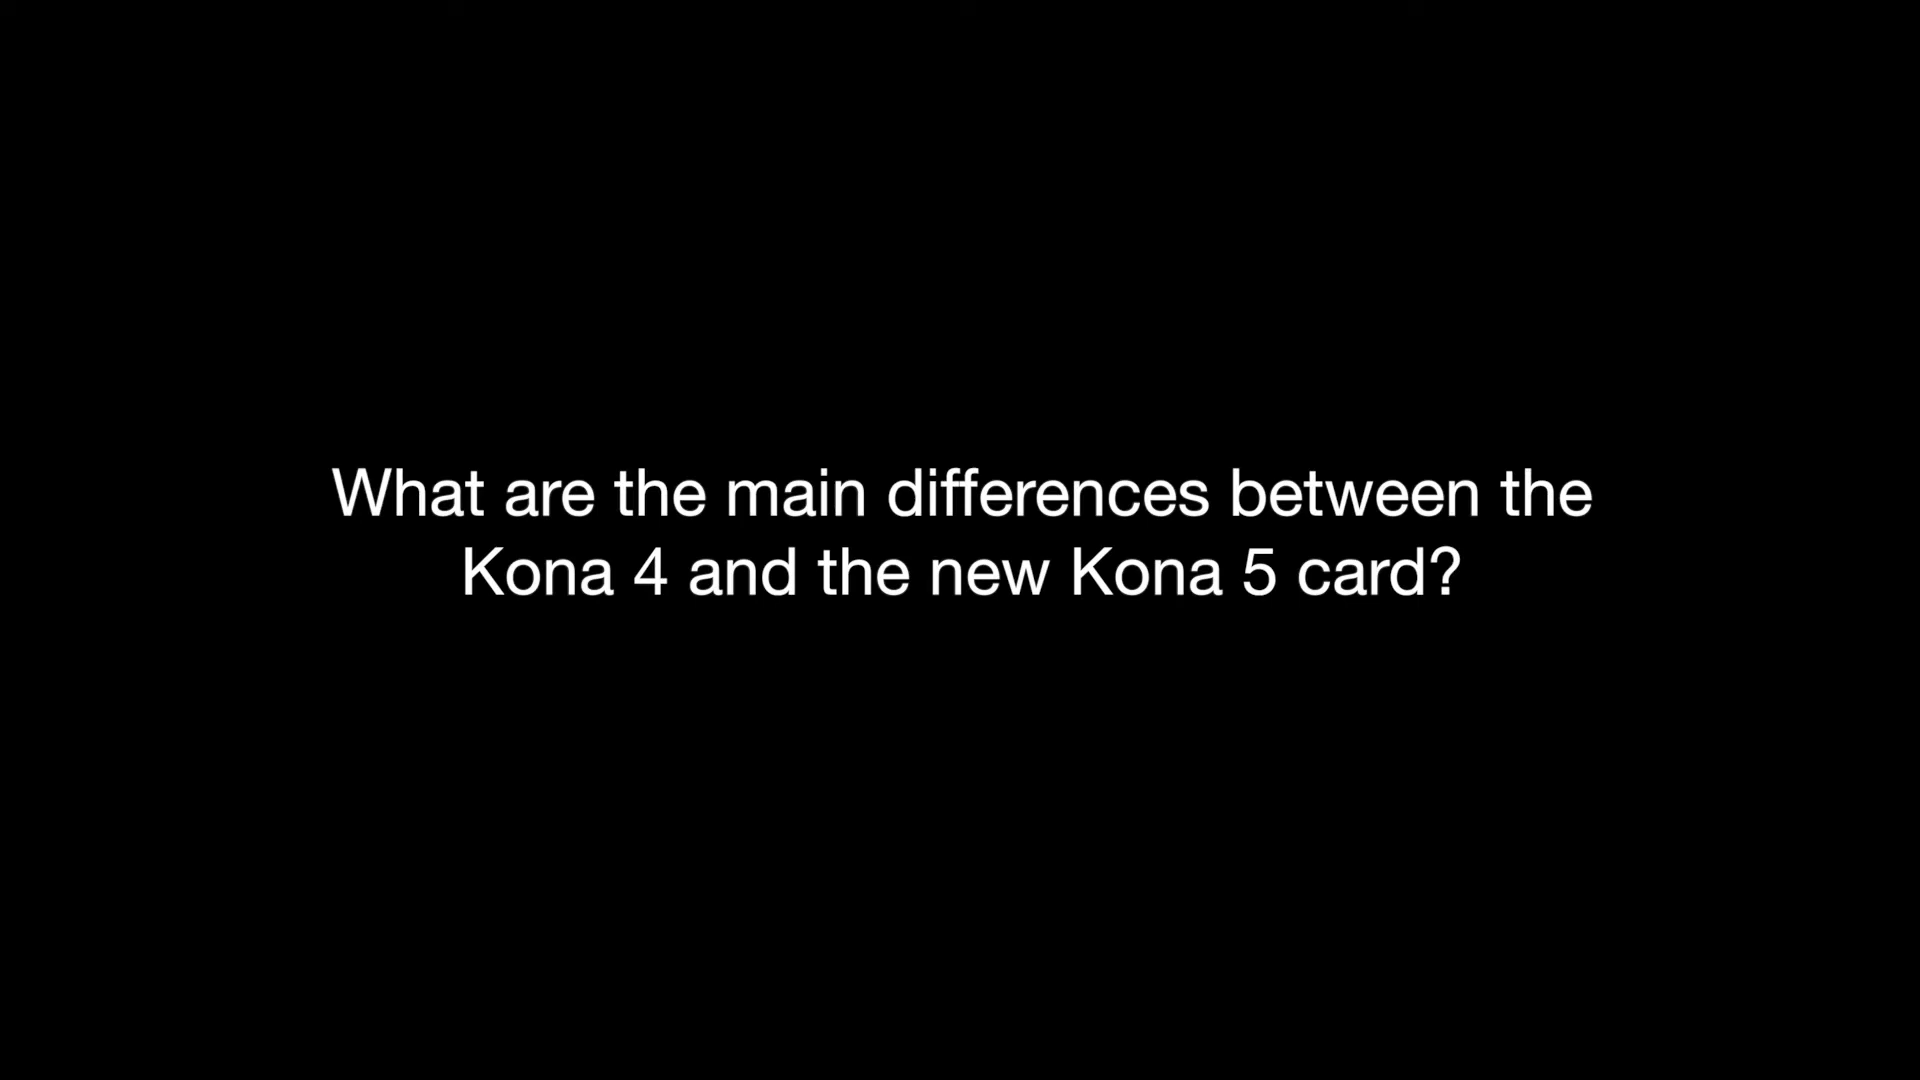 What are the main differences between the
Kona 4 and the new Kona 5 card?